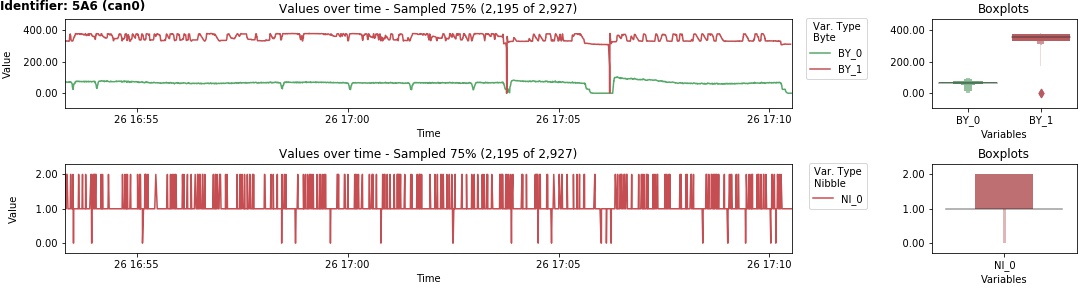 Identifier: 5A6 (can0)
Values over time - Sampled 75% (2,195 of 2,927)
Value
400.00
200.00
0.00
26 16:55
26 17:00
26 17:05
26 17:10
Time
Var. Type
Byte
BY_0
BY_1
Boxplots
400.00
200.00
0.00
BY_0
BY_1
Variables
Values over time - Sampled 75% (2,195 of 2,927)
Value
2.00
1.00
0.00
26 16:55
26 17:00
26 17:05
26 17:10
Time
Var. Type
Nibble
NI_0
Boxplots
2.00
1.00
0.00
NI_0
Variables